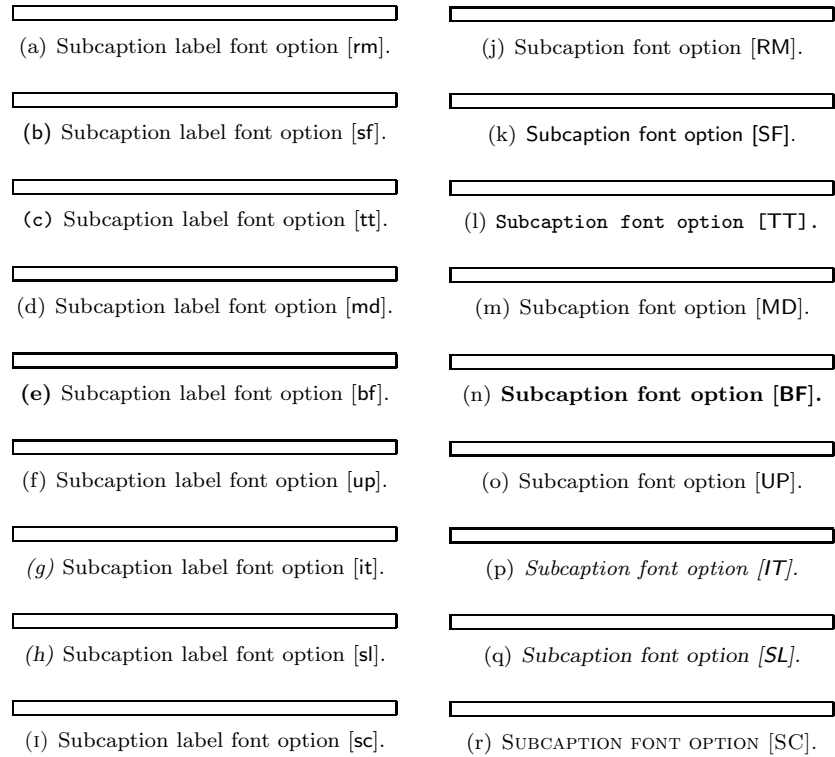 (a) Subcaption label font option [rm].
(b) Subcaption label font option [sf].
(c) Subcaption label font option [tt].
(d) Subcaption label font option [md].
(e) Subcaption label font option [bf].
(f) Subcaption label font option [up].
(g) Subcaption label font option [it].
(h) Subcaption label font option [sl].
(I) Subcaption label font option [sc].
(j) Subcaption font option [RM].
(k) Subcaption font option [SF].
(l) Subcaption font option [TT].
(m) Subcaption font option [MD].
(n) Subcaption font option [BF].
(o) Subcaption font option [UP].
(p) Subcaption font option [IT].
(q) Subcaption font option [SL].
(r) SUBCAPTION FONT OPTION [SC].